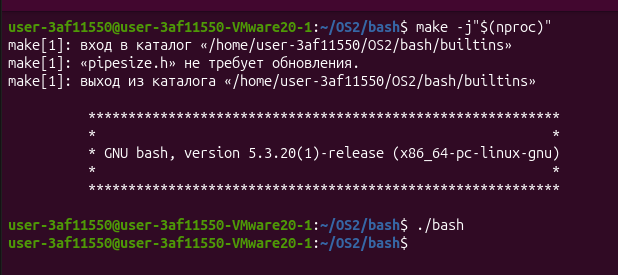 user-3af11550@user-3af11550-VMware20-1:~/OS2/bash$ make -j"$(nproc)"
make[1]: вход в каталог «/home/user-3af11550/OS2/bash/builtins»
make[1]: «pipesize.h» не требует обновления.
make[1]: выход из каталога «/home/user-3af11550/OS2/bash/builtins»
***********************************************************
* *
* GNU bash, version 5.3.20(1)-release (x86_64-pc-linux-gnu)
* *
***********************************************************
user-3af11550@user-3af11550-VMware20-1:~/OS2/bash$ ./bash
user-3af11550@user-3af11550-VMware20-1:~/OS2/bash$